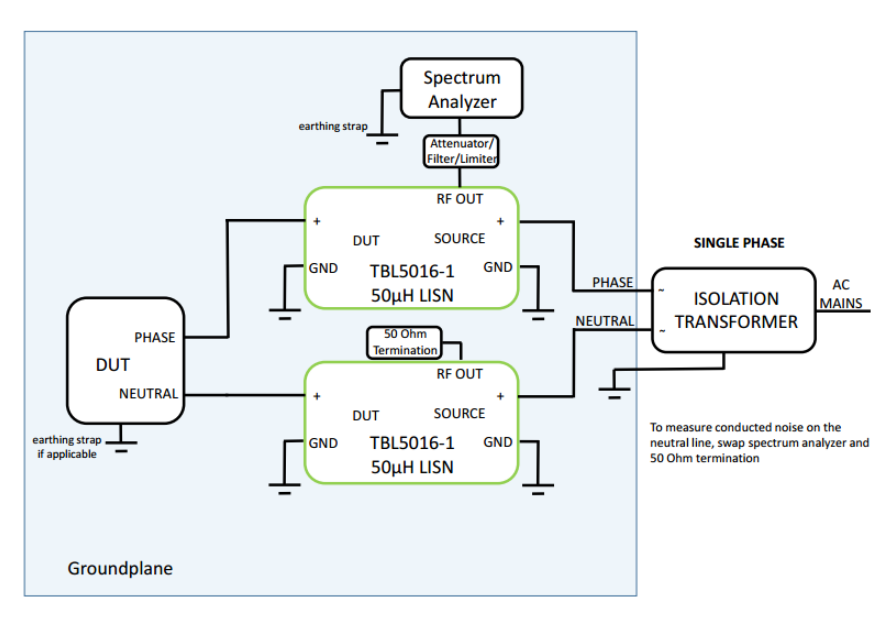 Spectrum
Analyzer
earthing strap
Attenuator/
Filter/Limiter
RF OUT
+
+
DUT
SOURCE
GND
GND
TBL5016-1
50µH LISN
SINGLE PHASE
PHASE
~
ISOLATION
TRANSFORMER
AC
MAINS
NEUTRAL
~
50 Ohm
Termination
PHASE
DUT
NEUTRAL
RF OUT
+
+
DUT
SOURCE
GND
GND
TBL5016-1
50µH LISN
earthing strap
if applicable
To measure conducted noise on the
neutral line, swap spectrum analyzer and
50 Ohm termination
Groundplane